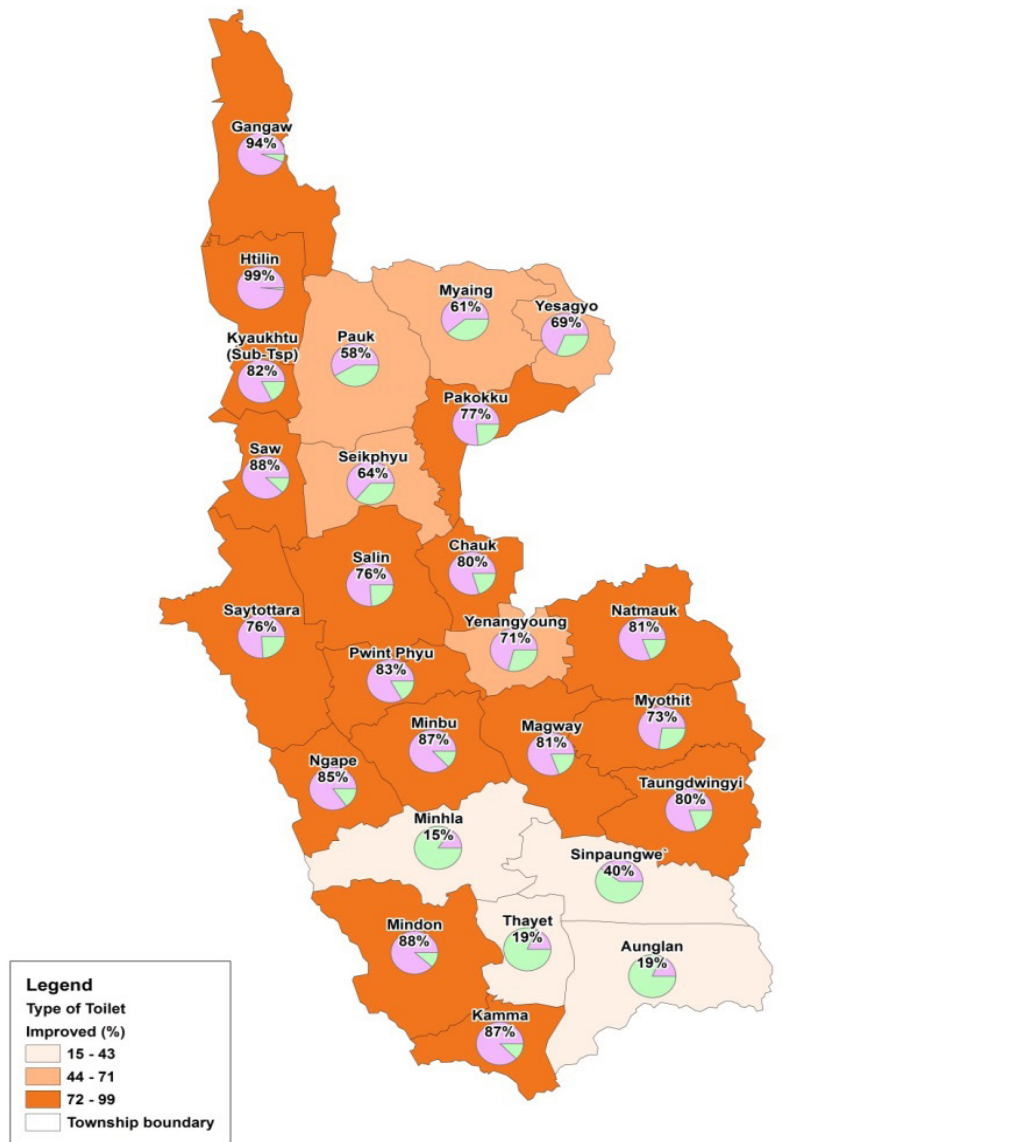 Gangaw
94%
Htilin
99%
Myaing
61%
Yesagyo
69%
Kyaukhtu
(Sub-Tsp)
82%
Pauk
58%
Pakokku
77%
Saw
88%
Seikphyu
64%
Chauk
80%
Salin
76%
Saytottara
76%
Yenangyoung
71%
Natmauk
81%
Pwint Phyu
83%
Myothit
73%
Minbu
87%
Magway
81%
Ngape
85%
Taungdwingyi
80%
Minhla
15%
Sinpaungwe`
40%
Mindon
88%
Thayet
19%
Aunglan
19%
Kamma
87%
Legend
Type of Toilet
Improved (%)
15 - 43
44 - 71
72 - 99
Township boundary